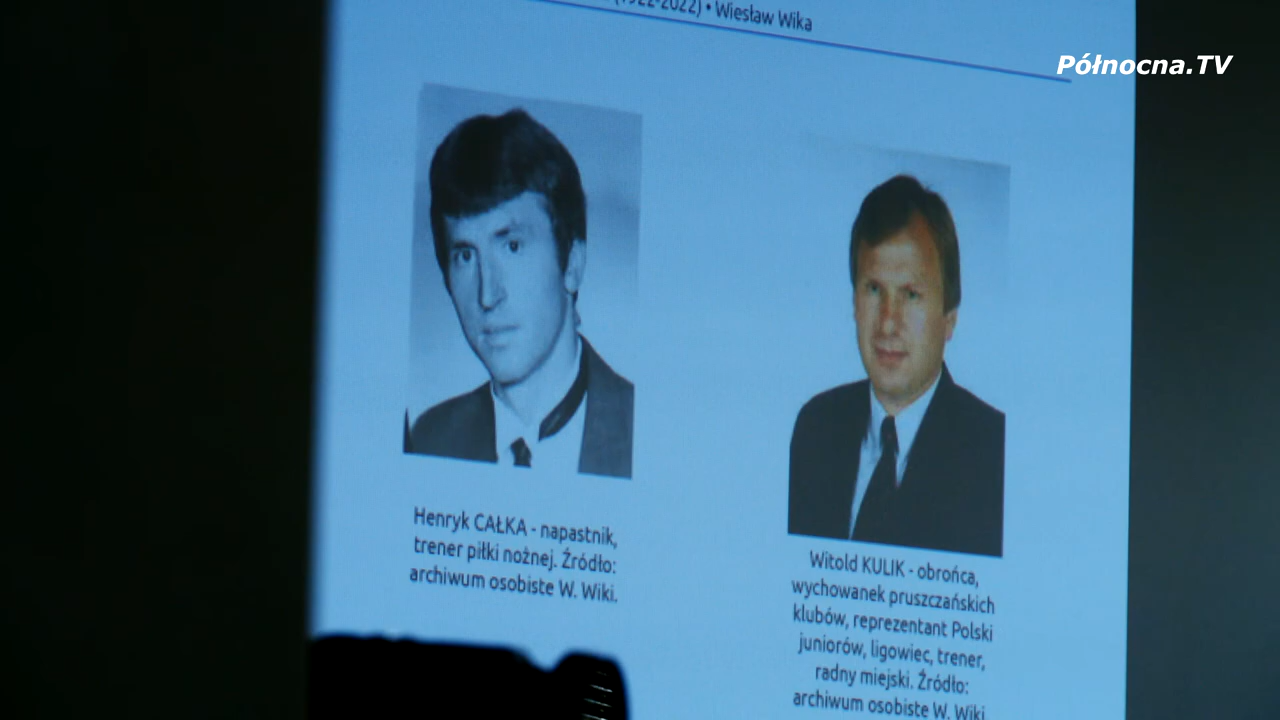 (1922-2022) • Wiesław Wika
Północna.TV
Henryk CAŁKA - napastnik,
trener piłki nożnej. Źródło:
archiwum osobiste W. Wiki.
Witold KULIK - obrońca,
wychowanek pruszczańskich
klubów, reprezentant Polski
juniorów, ligowiec, trener,
radny miejski. Źródło:
archiwum osobiste W. Wiki.